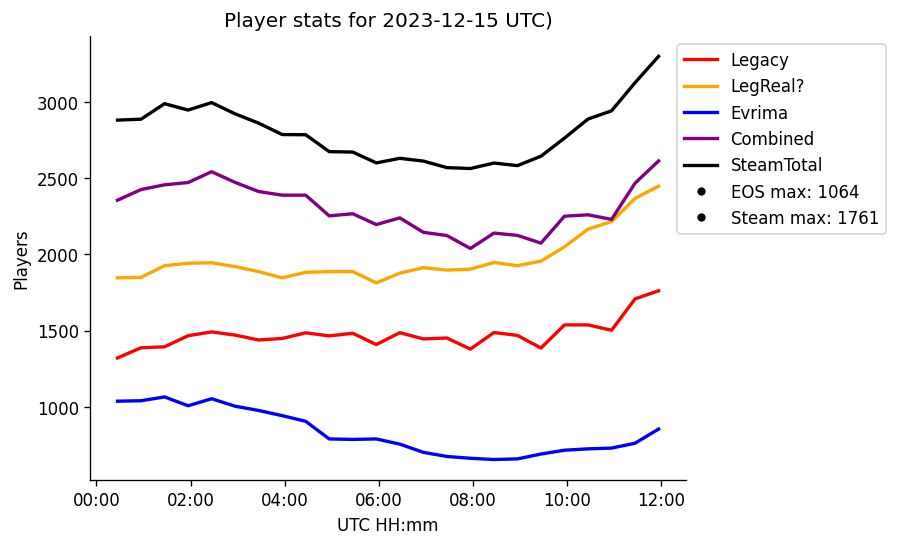 Player stats for 2023-12-15 UTC)
Legacy
LegReal?
Evrima
Combined
SteamTotal
EOS max: 1064
Steam max: 1761
Players
3000
2500
2000
1500
1000
00:00 02:00 04:00 06:00 08:00 10:00 12:00
UTC HH:mm